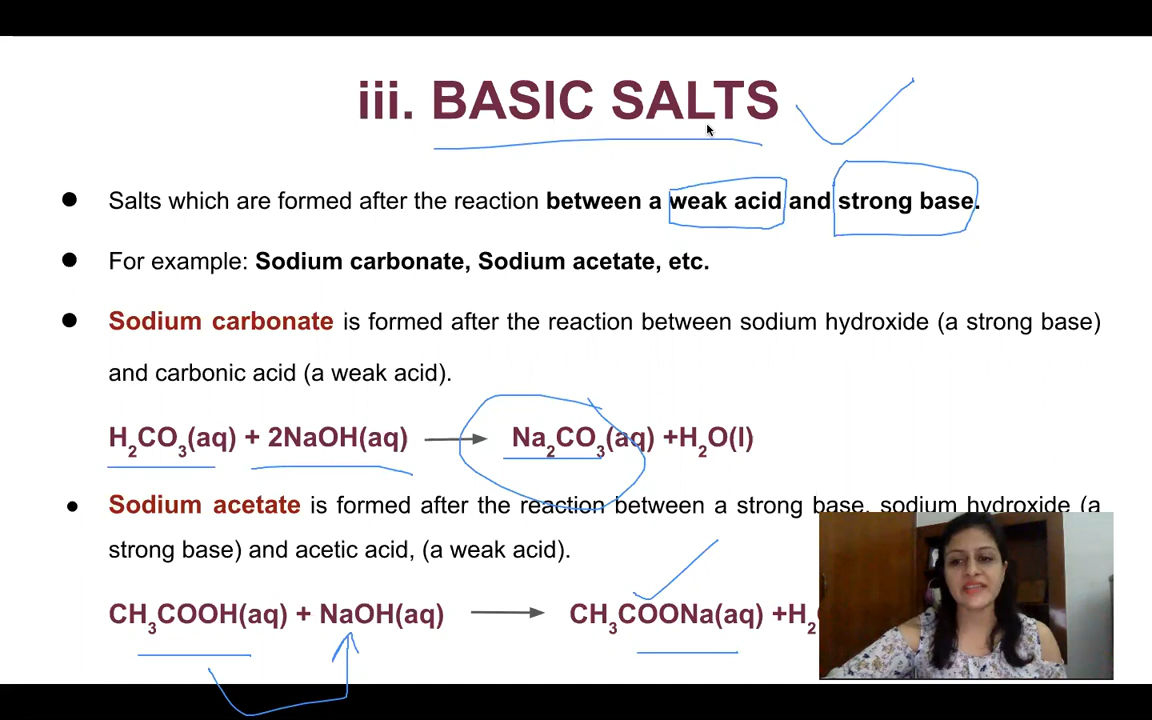 iii. BASIC SALTS
● Salts which are formed after the reaction between a weak acid and strong base.
● For example: Sodium carbonate, Sodium acetate, etc.
● Sodium carbonate is formed after the reaction between sodium hydroxide (a strong base)
and carbonic acid (a weak acid).
H₂CO₃(aq) + 2NaOH(aq) → Na₂CO₃(aq) +H₂O(l)
● Sodium acetate is formed after the reaction between a strong base, sodium hydroxide (a
strong base) and acetic acid, (a weak acid).
CH₃COOH(aq) + NaOH(aq) → CH₃COONa(aq) +H₂